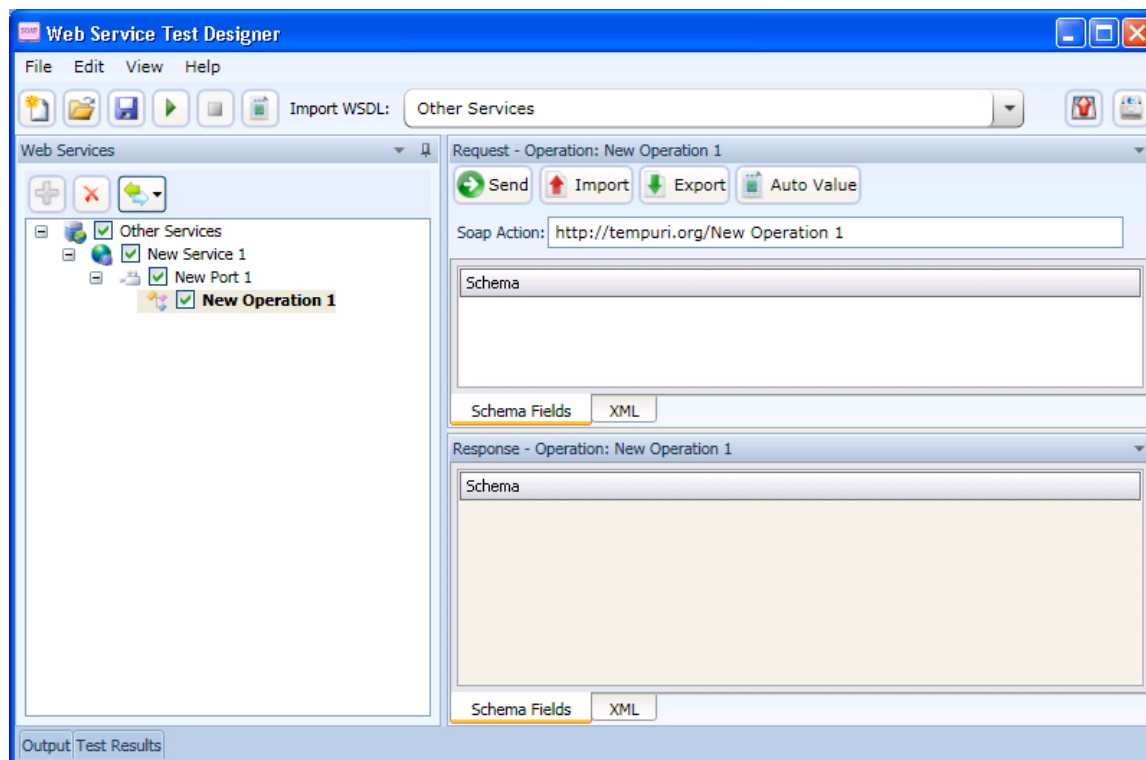 SOAP Web Service Test Designer
File Edit View Help
Import WSDL: Other Services
Web Services
Other Services
New Service 1
New Port 1
New Operation 1
Request - Operation: New Operation 1
Send Import Export Auto Value
Soap Action: http://tempuri.org/New Operation 1
Schema
Schema Fields XML
Response - Operation: New Operation 1
Schema
Schema Fields XML
Output Test Results